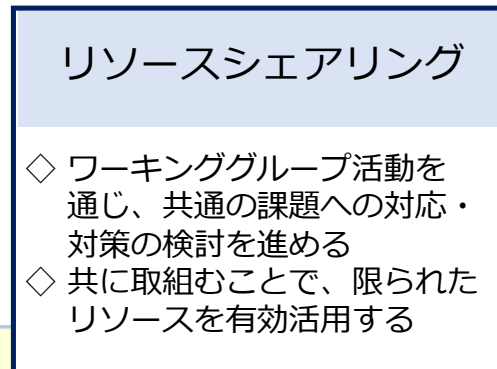 リソースシェアリング
◇ ワーキンググループ活動を
通じ、共通の課題への対応・
対策の検討を進める
◇ 共に取組むことで、限られた
リソースを有効活用する